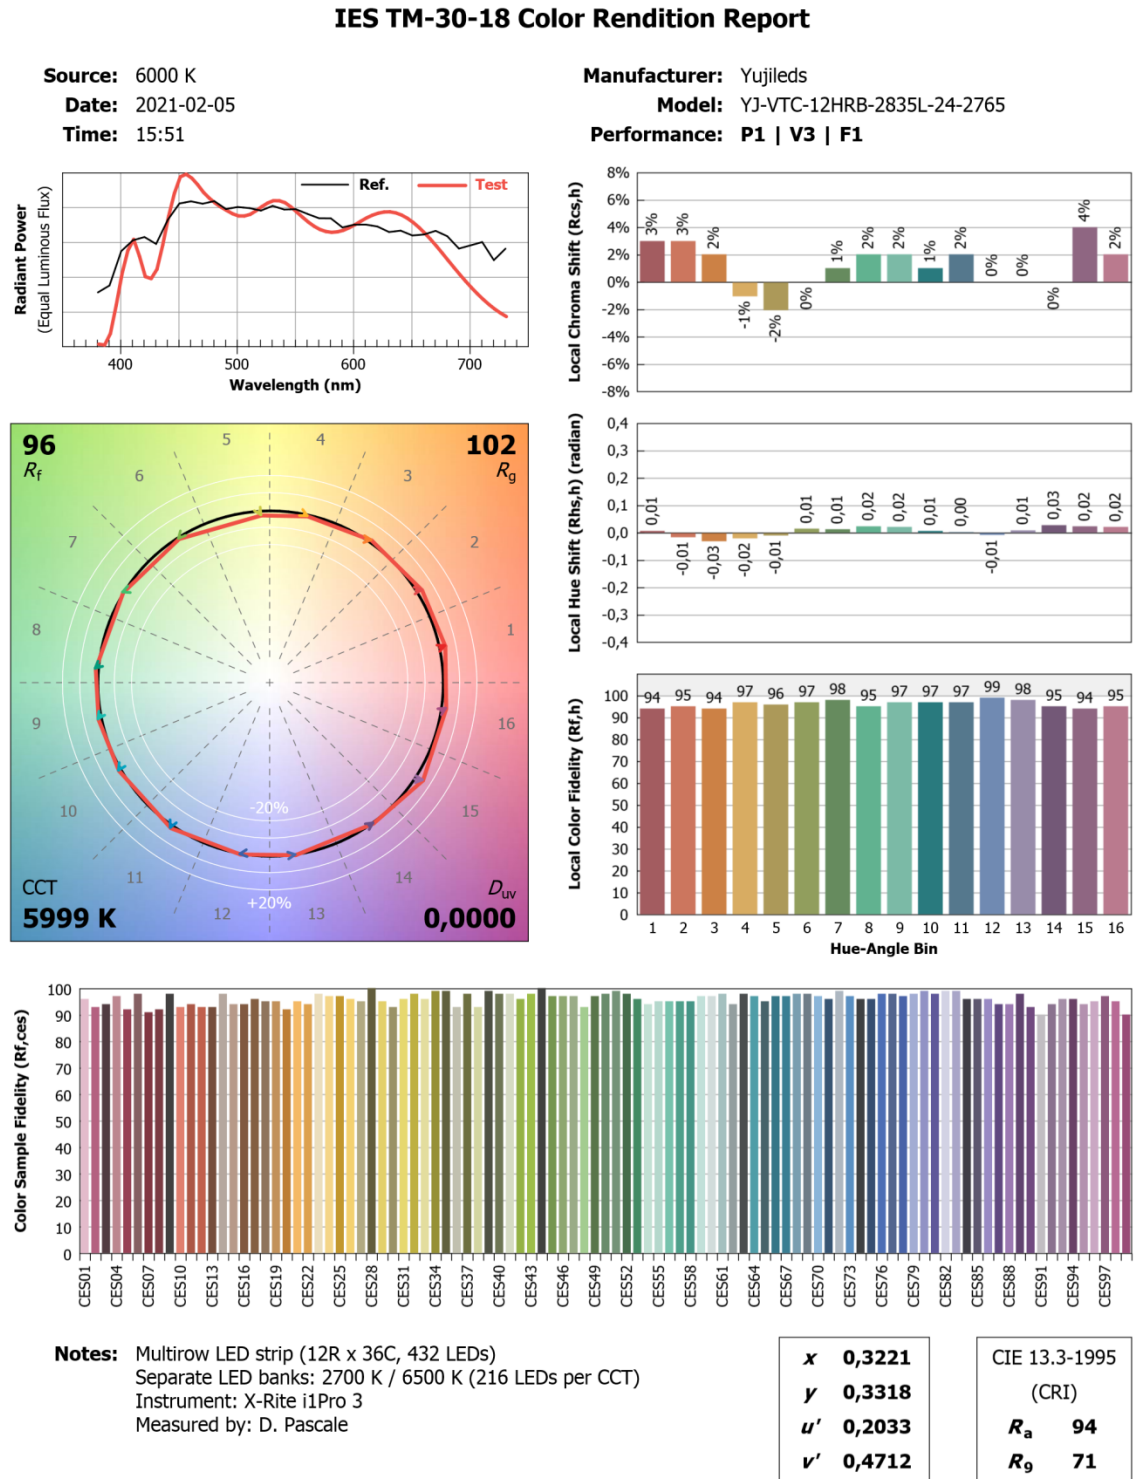 IES TM-30-18 Color Rendition Report
Source: 6000 K
Date: 2021-02-05
Time: 15:51
Manufacturer: Yujileds
Model: YJ-VTC-12HRB-2835L-24-2765
Performance: P1 | V3 | F1
Radiant Power
(Equal Luminous Flux)
Ref. Test
400 500 600 700
Wavelength (nm)
Local Chroma Shift (Rcs,h)
8%
6%
4%
2%
0%
-2%
-4%
-6%
-8%
3% 3% 2% -1% -2% 0% 1% 2% 2% 1% 2% 0% 0% 0% 4% 2%
96
Rf
102
Rg
CCT
5999 K
Duv
0,0000
1 2 3 4 5 6 7 8 9 10 11 12 13 14 15 16
-20%
+20%
Local Hue Shift (Rhs,h) (radian)
0,4
0,3
0,2
0,1
0,0
-0,1
-0,2
-0,3
-0,4
0,01 -0,01 -0,03 -0,02 -0,01 0,01 0,01 0,02 0,02 0,01 0,00 -0,01 0,01 0,03 0,02 0,02
Local Color Fidelity (Rf,h)
100
90
80
70
60
50
40
30
20
10
0
94 95 94 97 96 97 98 95 97 97 97 99 98 95 94 95
1 2 3 4 5 6 7 8 9 10 11 12 13 14 15 16
Hue-Angle Bin
Color Sample Fidelity (Rf,ces)
100
90
80
70
60
50
40
30
20
10
0
CES01 CES04 CES07 CES10 CES13 CES16 CES19 CES22 CES25 CES28 CES31 CES34 CES37 CES40 CES43 CES46 CES49 CES52 CES55 CES58 CES61 CES64 CES67 CES70 CES73 CES76 CES79 CES82 CES85 CES88 CES91 CES94 CES97
Notes: Multirow LED strip (12R x 36C, 432 LEDs)
Separate LED banks: 2700 K / 6500 K (216 LEDs per CCT)
Instrument: X-Rite i1Pro 3
Measured by: D. Pascale
x 0,3221
y 0,3318
u' 0,2033
v' 0,4712
CIE 13.3-1995
(CRI)
Ra 94
R9 71